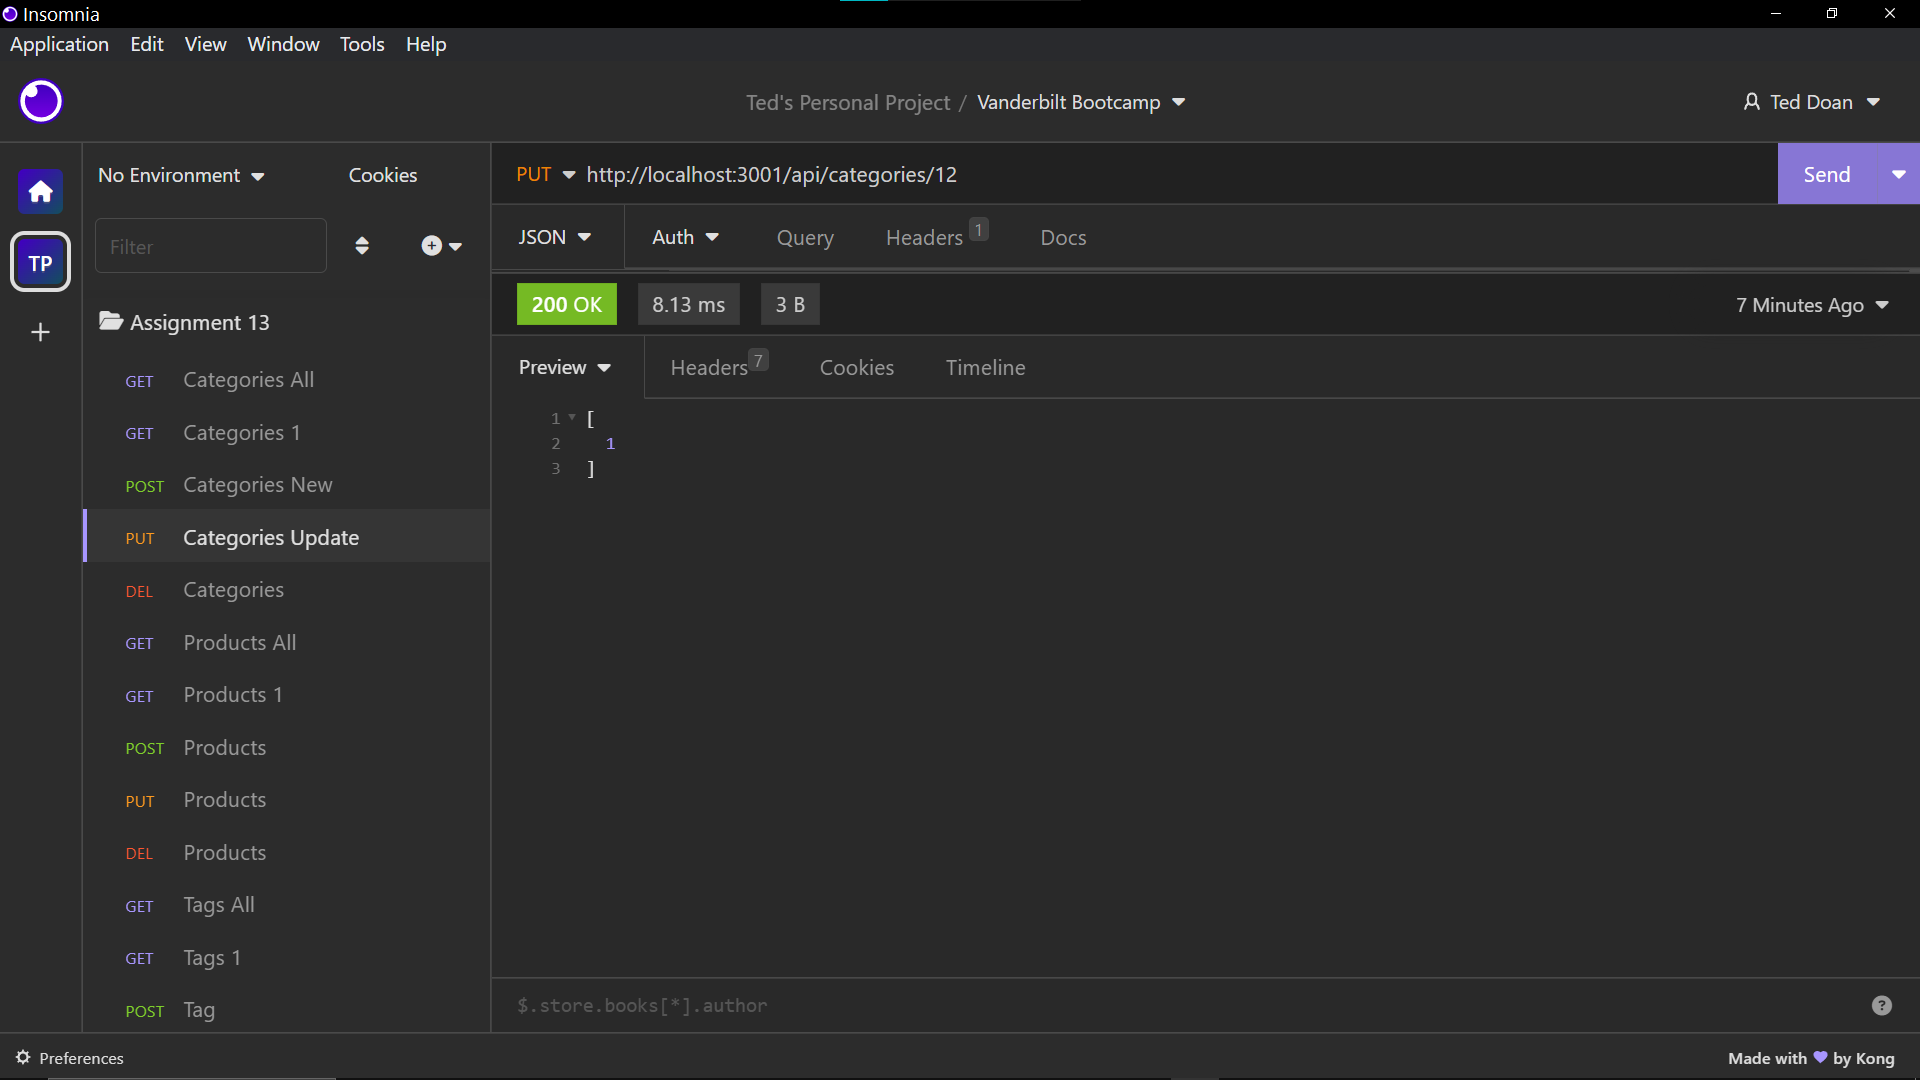 Insomnia
Application Edit View Window Tools Help
Ted's Personal Project / Vanderbilt Bootcamp
Ted Doan
TP
No Environment
Cookies
Filter
Assignment 13
GET Categories All
GET Categories 1
POST Categories New
PUT Categories Update
DEL Categories
GET Products All
GET Products 1
POST Products
PUT Products
DEL Products
GET Tags All
GET Tags 1
POST Tag
PUT http://localhost:3001/api/categories/12
Send
JSON Auth Query Headers 1 Docs
200 OK 8.13 ms 3 B
7 Minutes Ago
Preview Headers 7 Cookies Timeline
1 [
2 1
3 ]
$.store.books[*].author
?
Preferences
Made with by Kong